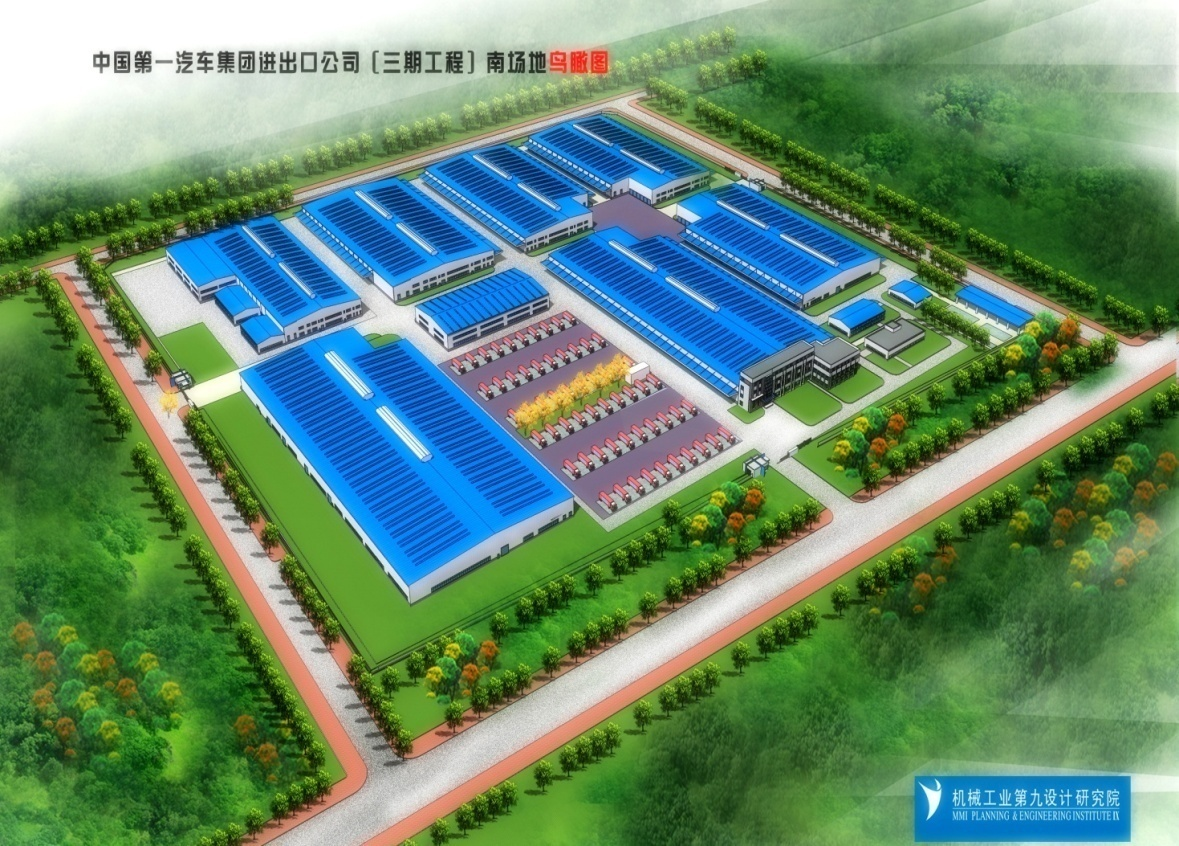 中国第一汽车集团进出口公司〔三期工程〕南场地鸟瞰图
机械工业第九设计研究院
MMI PLANNING & ENGINEERING INSTITUTE IX